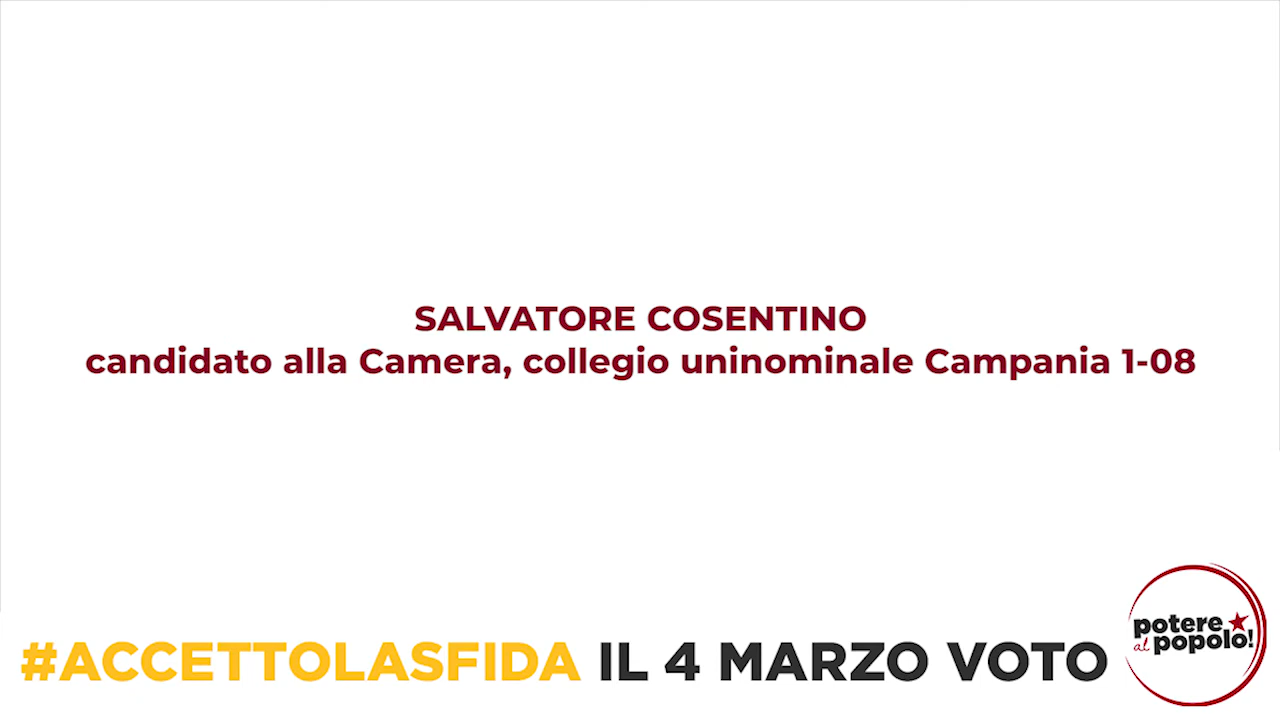 SALVATORE COSENTINO
candidato alla Camera, collegio uninominale Campania 1-08
#ACCETTOLASFIDA IL 4 MARZO VOTO
potere
al popolo!